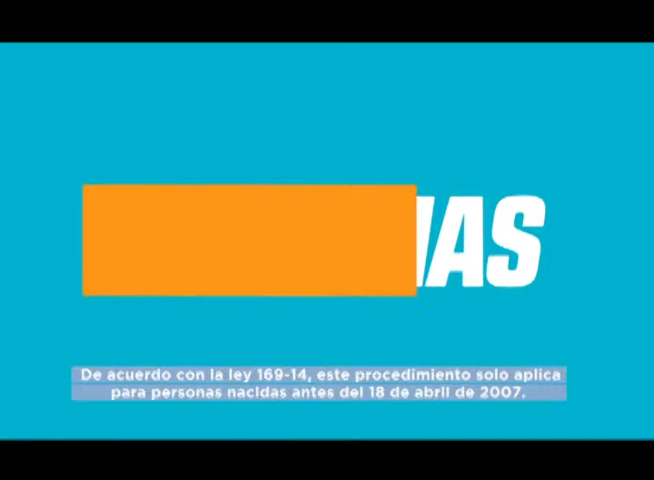 De acuerdo con la ley 169-14, este procedimiento solo aplica
para personas nacidas antes del 18 de abril de 2007.